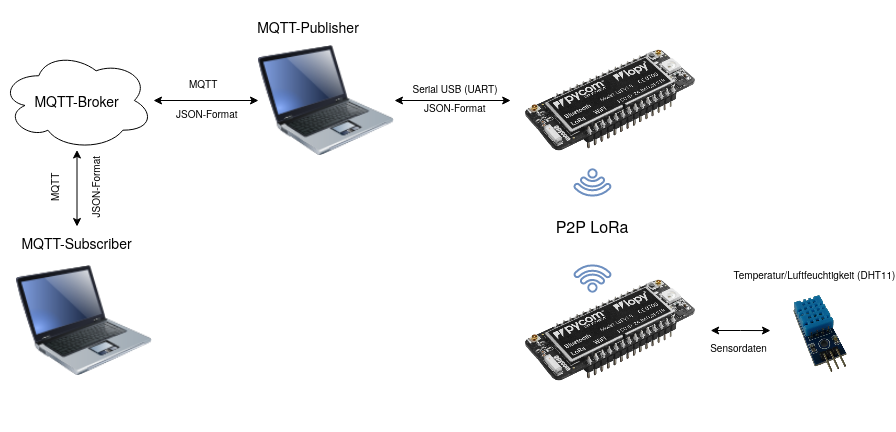 MQTT-Publisher
MQTT-Broker
MQTT
JSON-Format
Serial USB (UART)
JSON-Format
pycom
lopy
Bluetooth
LoRa
WiFi
MQTT
JSON-Format
P2P LoRa
MQTT-Subscriber
Temperatur/Luftfeuchtigkeit (DHT11)
pycom
lopy
Bluetooth
LoRa
WiFi
Sensordaten